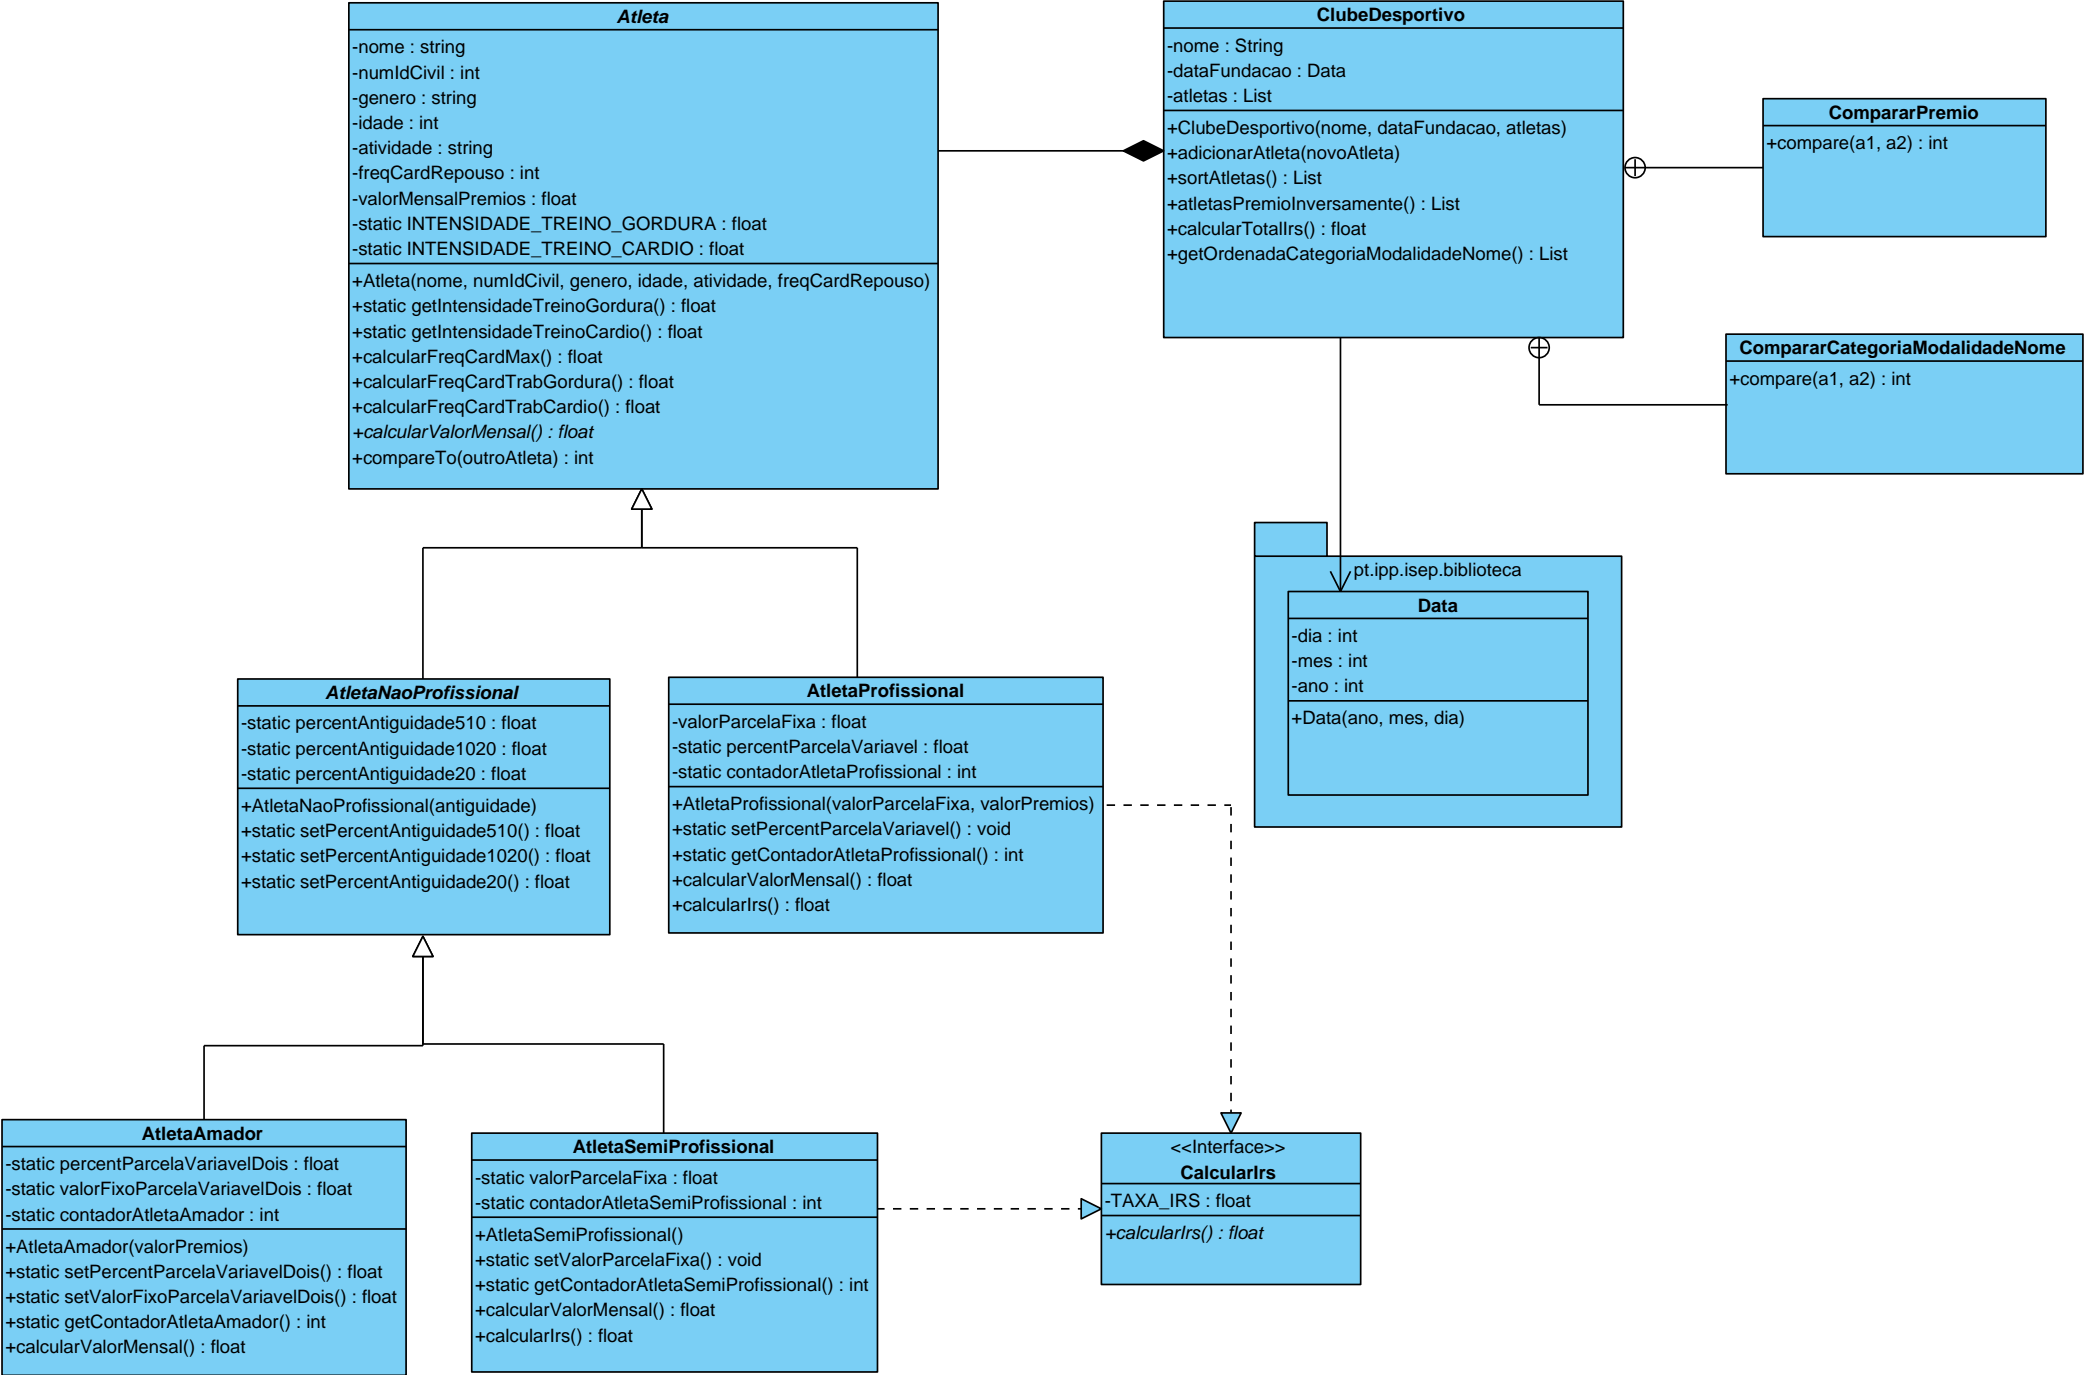 Atleta
-nome : string
-numIdCivil : int
-genero : string
-idade : int
-atividade : string
-freqCardRepouso : int
-valorMensalPremios : float
-static INTENSIDADE_TREINO_GORDURA : float
-static INTENSIDADE_TREINO_CARDIO : float
+Atleta(nome, numIdCivil, genero, idade, atividade, freqCardRepouso)
+static getIntensidadeTreinoGordura() : float
+static getIntensidadeTreinoCardio() : float
+calcularFreqCardMax() : float
+calcularFreqCardTrabGordura() : float
+calcularFreqCardTrabCardio() : float
+calcularValorMensal() : float
+compareTo(outroAtleta) : int
ClubeDesportivo
-nome : String
-dataFundacao : Data
-atletas : List
+ClubeDesportivo(nome, dataFundacao, atletas)
+adicionarAtleta(novoAtleta)
+sortAtletas() : List
+atletasPremioInversamente() : List
+calcularTotalIrs() : float
+getOrdenadaCategoriaModalidadeNome() : List
CompararPremio
+compare(a1, a2) : int
CompararCategoriaModalidadeNome
+compare(a1, a2) : int
pt.ipp.isep.biblioteca
Data
-dia : int
-mes : int
-ano : int
+Data(ano, mes, dia)
AtletaNaoProfissional
-static percentAntiguidade510 : float
-static percentAntiguidade1020 : float
-static percentAntiguidade20 : float
+AtletaNaoProfissional(antiguidade)
+static setPercentAntiguidade510() : float
+static setPercentAntiguidade1020() : float
+static setPercentAntiguidade20() : float
AtletaProfissional
-valorParcelaFixa : float
-static percentParcelaVariavel : float
-static contadorAtletaProfissional : int
+AtletaProfissional(valorParcelaFixa, valorPremios)
+static setPercentParcelaVariavel() : void
+static getContadorAtletaProfissional() : int
+calcularValorMensal() : float
+calcularIrs() : float
AtletaAmador
-static percentParcelaVariavelDois : float
-static valorFixoParcelaVariavelDois : float
-static contadorAtletaAmador : int
+AtletaAmador(valorPremios)
+static setPercentParcelaVariavelDois() : float
+static setValorFixoParcelaVariavelDois() : float
+static getContadorAtletaAmador() : int
+calcularValorMensal() : float
AtletaSemiProfissional
-static valorParcelaFixa : float
-static contadorAtletaSemiProfissional : int
+AtletaSemiProfissional()
+static setValorParcelaFixa() : void
+static getContadorAtletaSemiProfissional() : int
+calcularValorMensal() : float
+calcularIrs() : float
<<Interface>>
CalcularIrs
-TAXA_IRS : float
+calcularIrs() : float